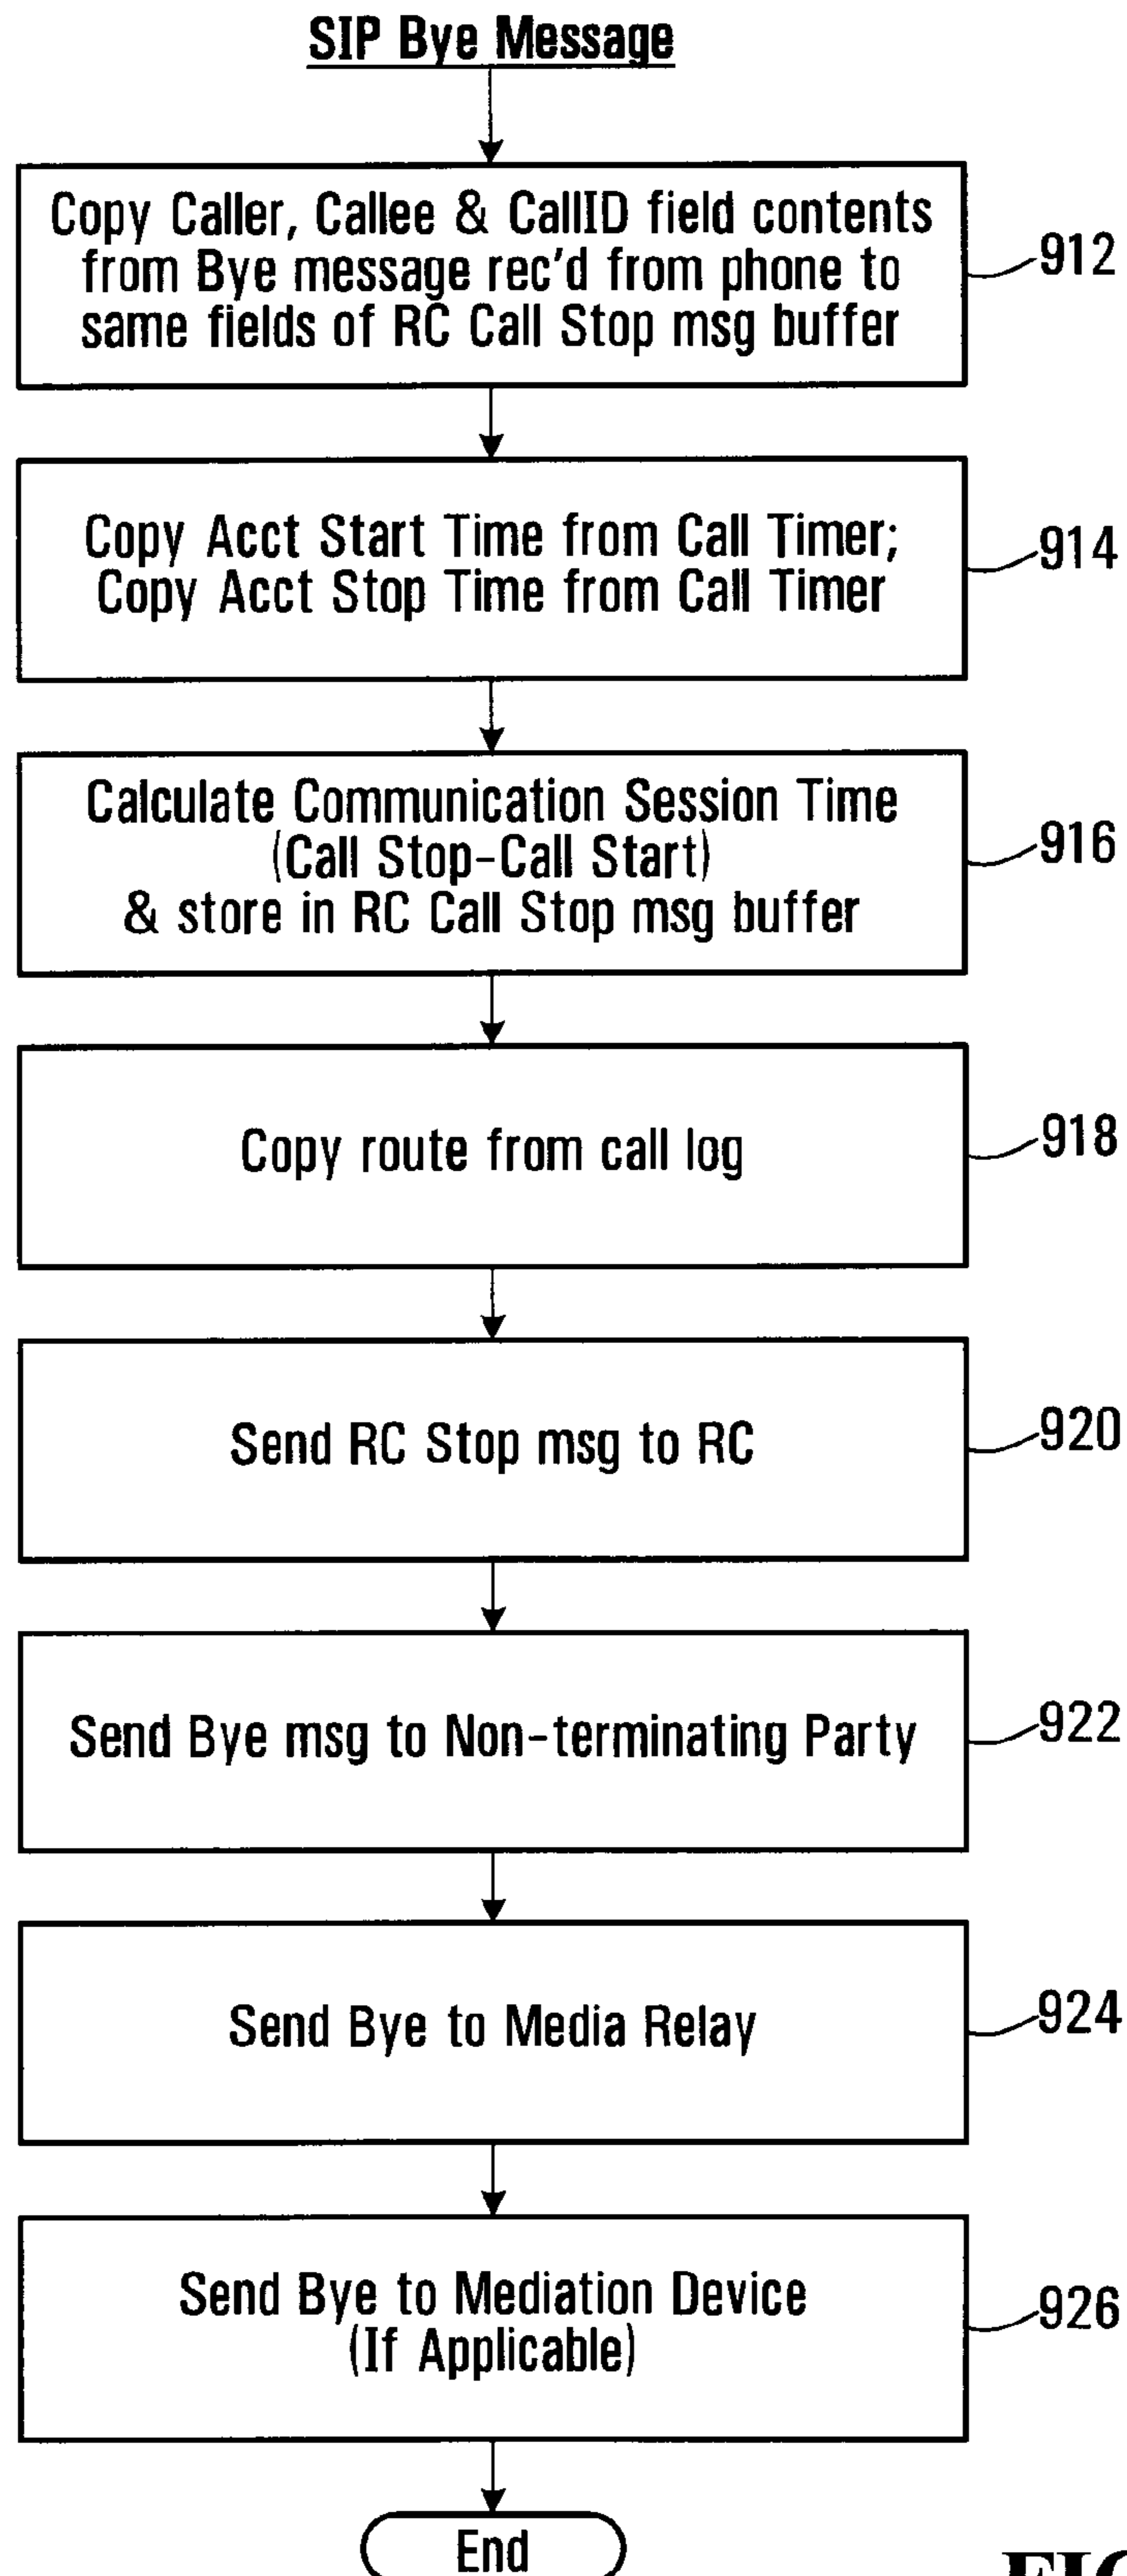 SIP Bye Message
Copy Caller, Callee & CallID field contents
from Bye message rec'd from phone to
same fields of RC Call Stop msg buffer
912
Copy Acct Start Time from Call Timer;
Copy Acct Stop Time from Call Timer
914
Calculate Communication Session Time
(Call Stop-Call Start)
& store in RC Call Stop msg buffer
916
Copy route from call log
918
Send RC Stop msg to RC
920
Send Bye msg to Non-terminating Party
922
Send Bye to Media Relay
924
Send Bye to Mediation Device
(If Applicable)
926
End